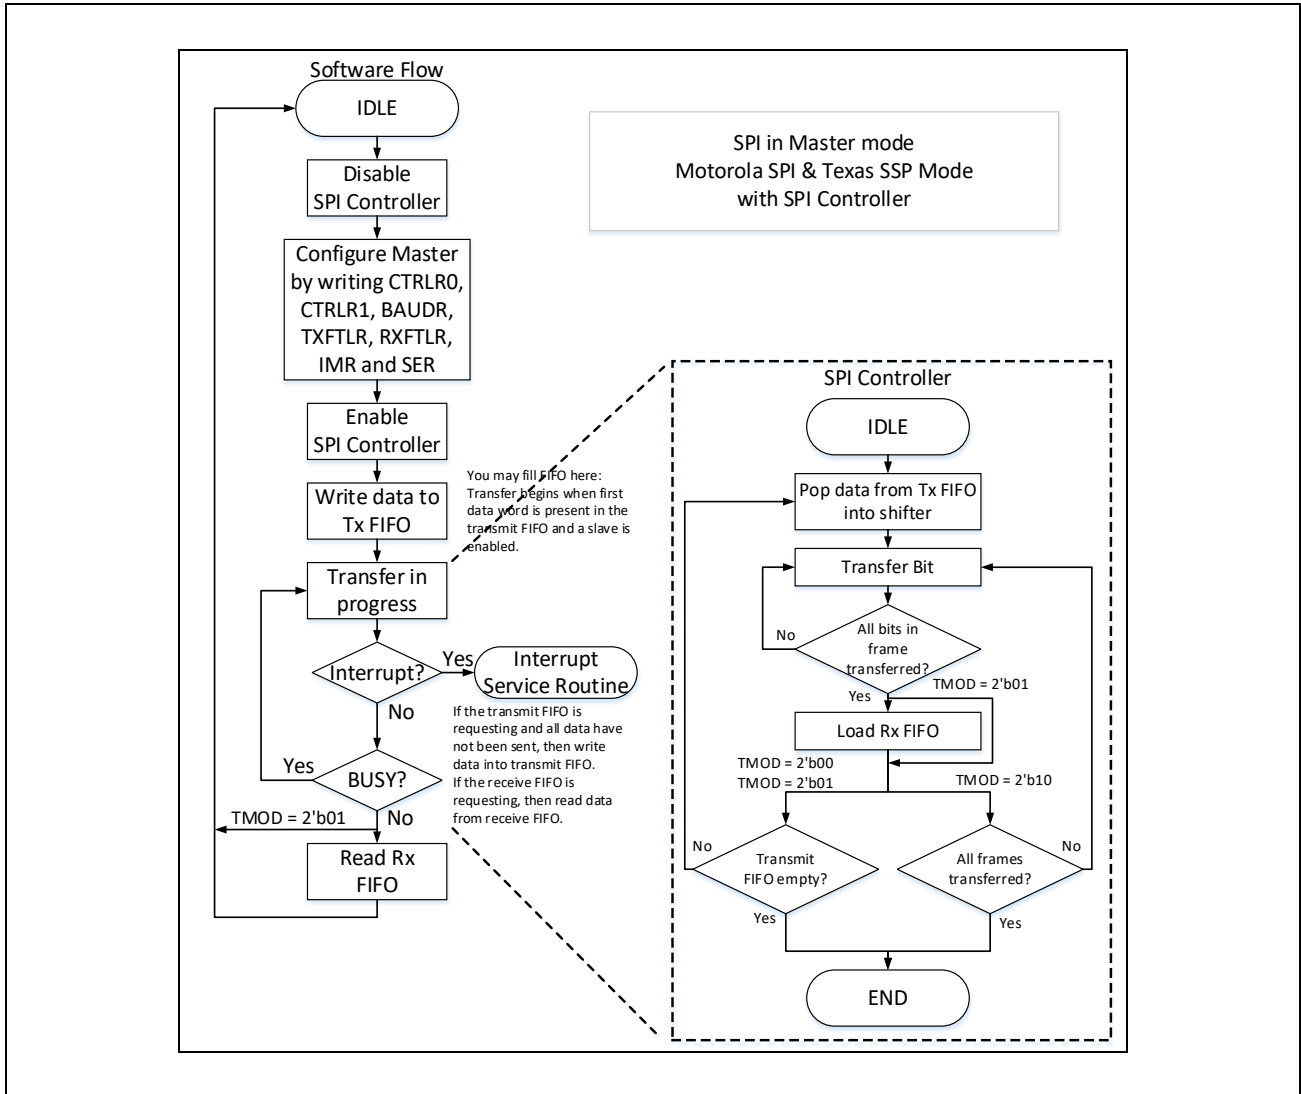 Software Flow
IDLE
Disable
SPI Controller
Configure Master
by writing CTRLR0,
CTRLR1, BAUDR,
TXFTLR, RXFTLR,
IMR and SER
Enable
SPI Controller
Write data to
Tx FIFO
You may fill FIFO here:
Transfer begins when first
data word is present in the
transmit FIFO and a slave is
enabled.
Transfer in
progress
Interrupt?
Yes
Interrupt
Service Routine
No
If the transmit FIFO is
requesting and all data have
not been sent, then write
data into transmit FIFO.
If the receive FIFO is
requesting, then read data
from receive FIFO.
Yes
BUSY?
No
TMOD = 2'b01
Read Rx
FIFO
SPI in Master mode
Motorola SPI & Texas SSP Mode
with SPI Controller
SPI Controller
IDLE
Pop data from Tx FIFO
into shifter
Transfer Bit
No
All bits in
frame
transferred?
Yes
TMOD = 2'b01
Load Rx FIFO
TMOD = 2'b00
TMOD = 2'b01
TMOD = 2'b10
No
Transmit
FIFO empty?
Yes
All frames
transferred?
No
Yes
END